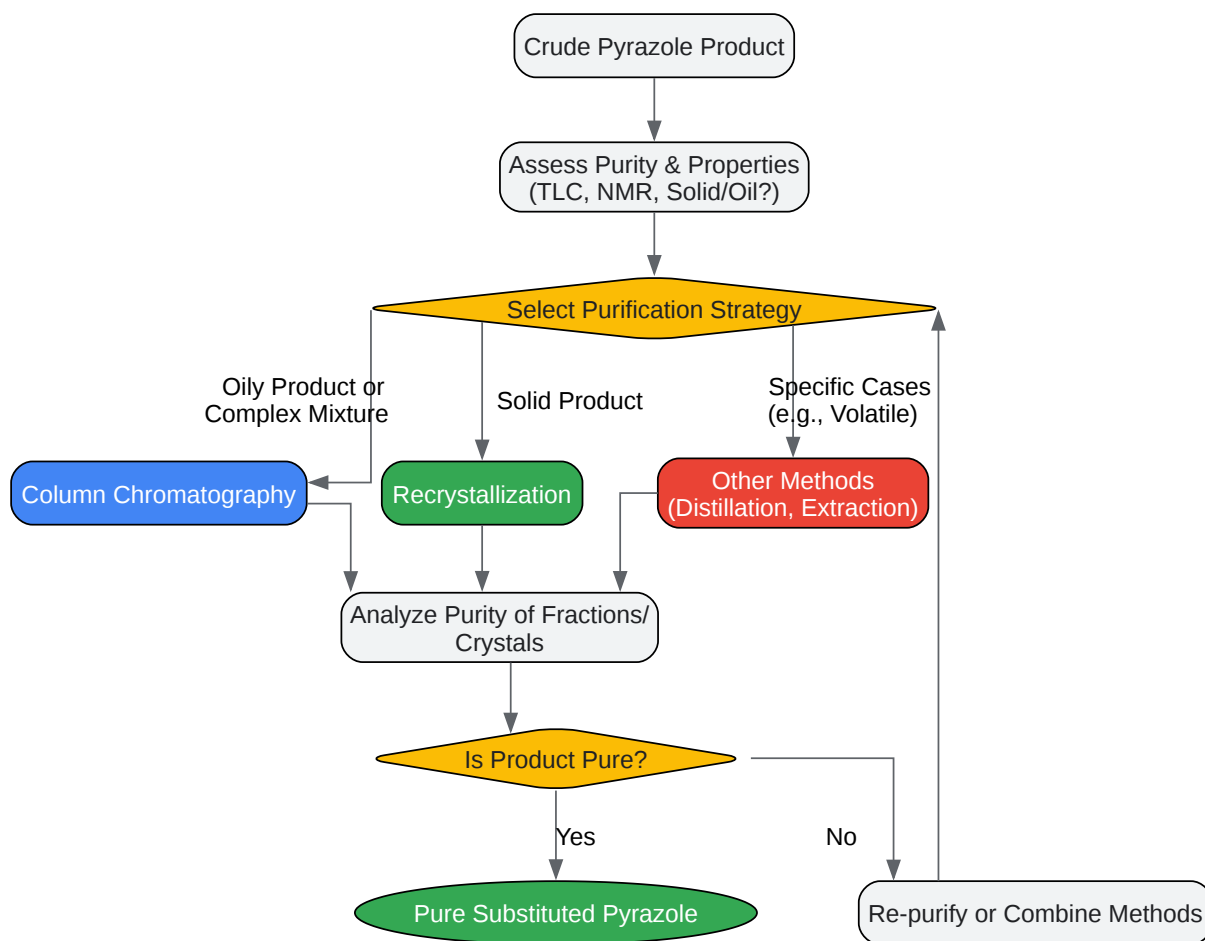 Crude Pyrazole Product
Assess Purity & Properties
(TLC, NMR, Solid/Oil?)
Select Purification Strategy
Oily Product or
Complex Mixture
Solid Product
Specific Cases
(e.g., Volatile)
Column Chromatography
Recrystallization
Other Methods
(Distillation, Extraction)
Analyze Purity of Fractions/
Crystals
Is Product Pure?
Yes
No
Pure Substituted Pyrazole
Re-purify or Combine Methods